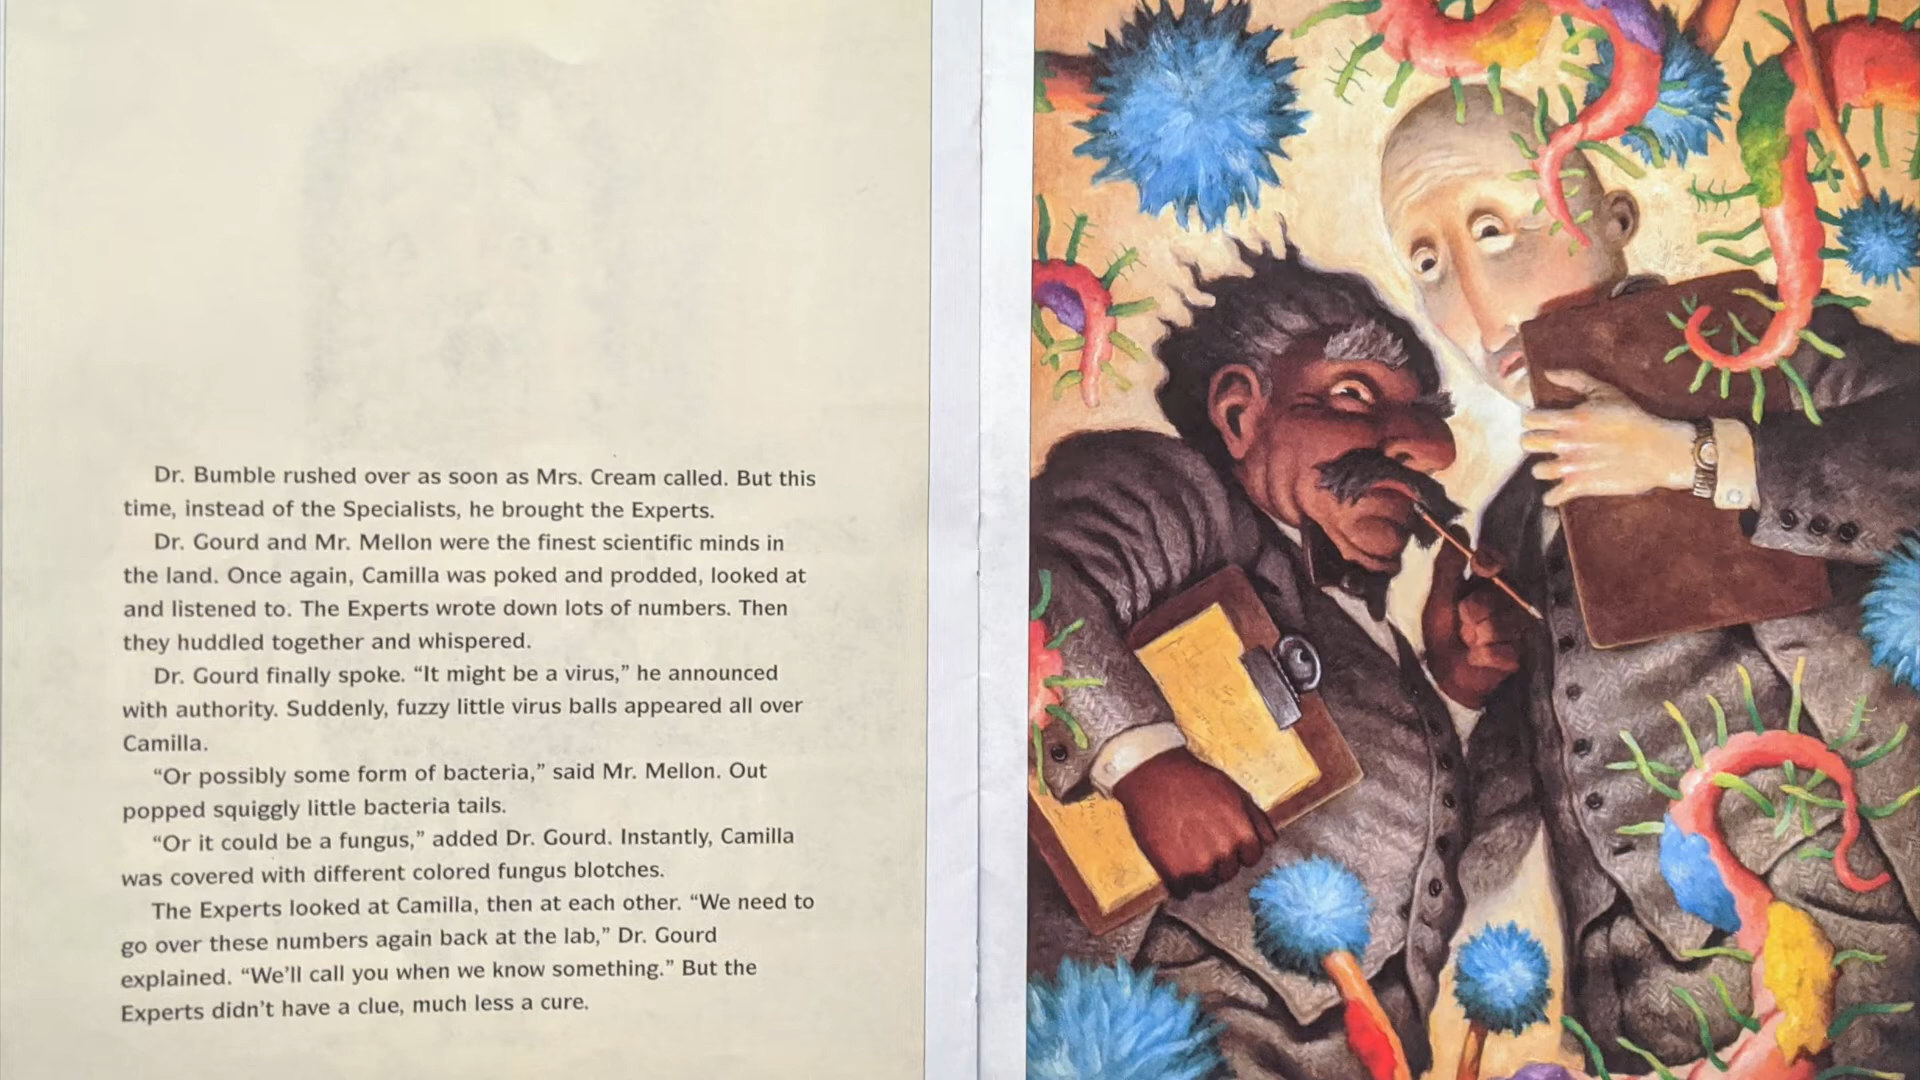 Dr. Bumble rushed over as soon as Mrs. Cream called. But this
time, instead of the Specialists, he brought the Experts.
Dr. Gourd and Mr. Mellon were the finest scientific minds in
the land. Once again, Camilla was poked and prodded, looked at
and listened to. The Experts wrote down lots of numbers. Then
they huddled together and whispered.
Dr. Gourd finally spoke. “It might be a virus,” he announced
with authority. Suddenly, fuzzy little virus balls appeared all over
Camilla.
“Or possibly some form of bacteria,” said Mr. Mellon. Out
popped squiggly little bacteria tails.
“Or it could be a fungus,” added Dr. Gourd. Instantly, Camilla
was covered with different colored fungus blotches.
The Experts looked at Camilla, then at each other. “We need to
go over these numbers again back at the lab,” Dr. Gourd
explained. “We’ll call you when we know something.” But the
Experts didn’t have a clue, much less a cure.